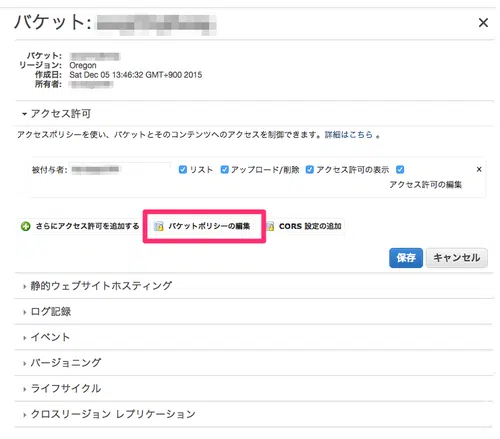 バケット:
バケット:
リージョン: Oregon
作成日: Sat Dec 05 13:46:32 GMT+900 2015
所有者:
アクセス許可
アクセスポリシーを使い、バケットとそのコンテンツへのアクセスを制御できます。詳細はこちら 。
被付与者: リスト アップロード/削除 アクセス許可の表示 x
アクセス許可の編集
さらにアクセス許可を追加する バケットポリシーの編集 CORS 設定の追加
保存 キャンセル
静的ウェブサイトホスティング
ログ記録
イベント
バージョニング
ライフサイクル
クロスリージョン レプリケーション